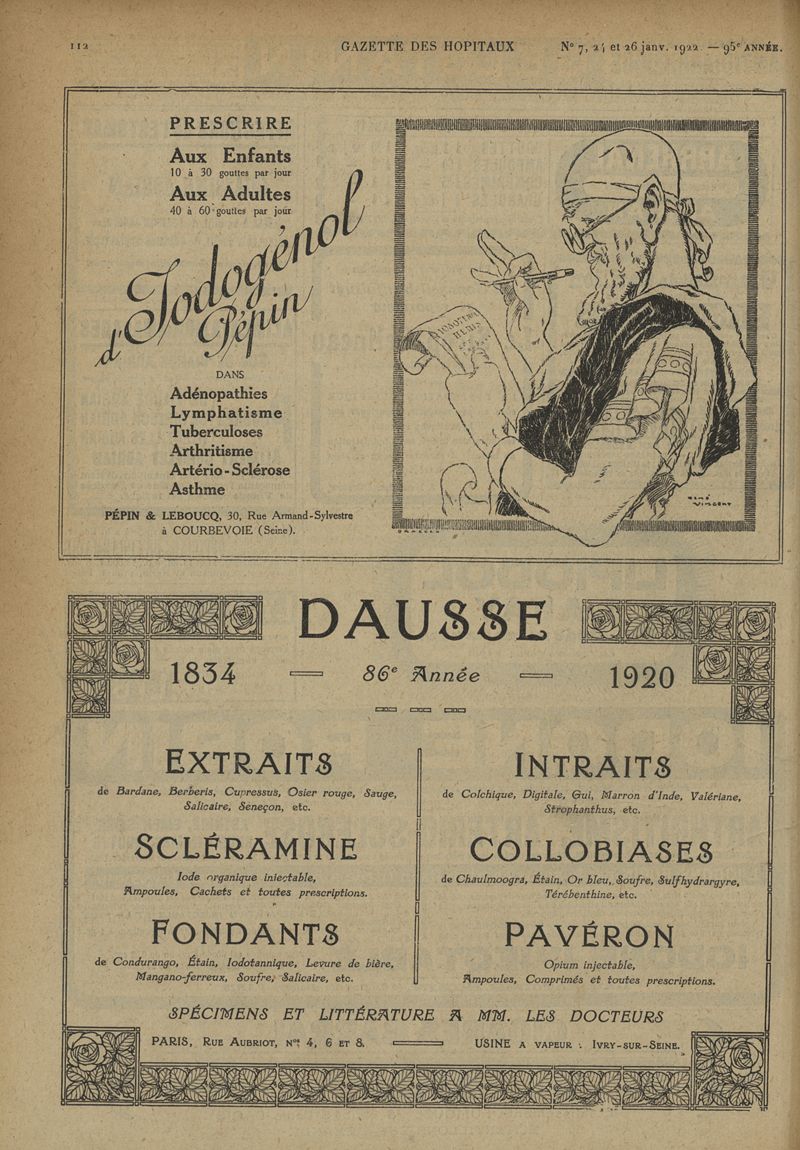 112 GAZETTE DES HOPITAUX N° 7, 24 et 26 janv. 1922 — 95e ANNÉE.
PRESCRIRE
Aux Enfants
10 à 30 gouttes par jour
Aux Adultes
40 à 60 gouttes par jour
d'Iodogénol
Pépin
DANS
Adénopathies
Lymphatisme
Tuberculoses
Arthritisme
Artério-Sclérose
Asthme
PÉPIN & LEBOUCQ, 30, Rue Armand-Sylvestre
à COURBEVOIE (Seine).
RENÉ
VINCENT
DAUSSE
1834 — 86e Année — 1920
EXTRAITS
de Bardane, Berberis, Cupressus, Osier rouge, Sauge,
Salicaire, Seneçon, etc.
SCLÉRAMINE
Iode organique injectable,
Ampoules, Cachets et toutes prescriptions.
FONDANTS
de Condurango, Étain, Iodotannique, Levure de bière,
Mangano-ferreux, Soufre, Salicaire, etc.
INTRAITS
de Colchique, Digitale, Gui, Marron d'Inde, Valériane,
Strophanthus, etc.
COLLOBIASES
de Chaulmoogra, Étain, Or bleu, Soufre, Sulfhydrargyre,
Térébenthine, etc.
PAVÉRON
Opium injectable,
Ampoules, Comprimés et toutes prescriptions.
SPÉCIMENS ET LITTÉRATURE A MM. LES DOCTEURS
PARIS, RUE AUBRIOT, Nos 4, 6 ET 8. USINE A VAPEUR : IVRY-SUR-SEINE.